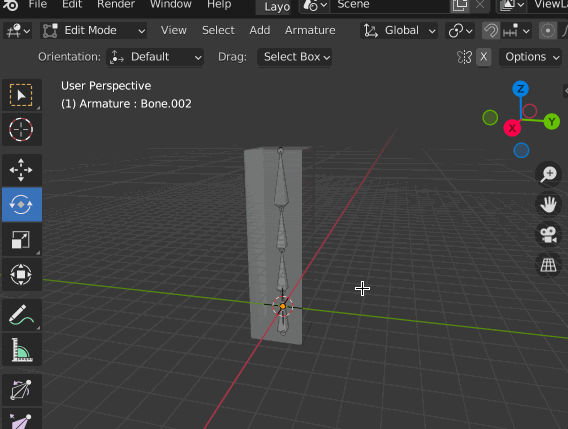 File Edit Render Window Help Layo Scene ViewLa
Edit Mode View Select Add Armature Global
Orientation: Default Drag: Select Box X Options
User Perspective
(1) Armature : Bone.002
Z
Y
X